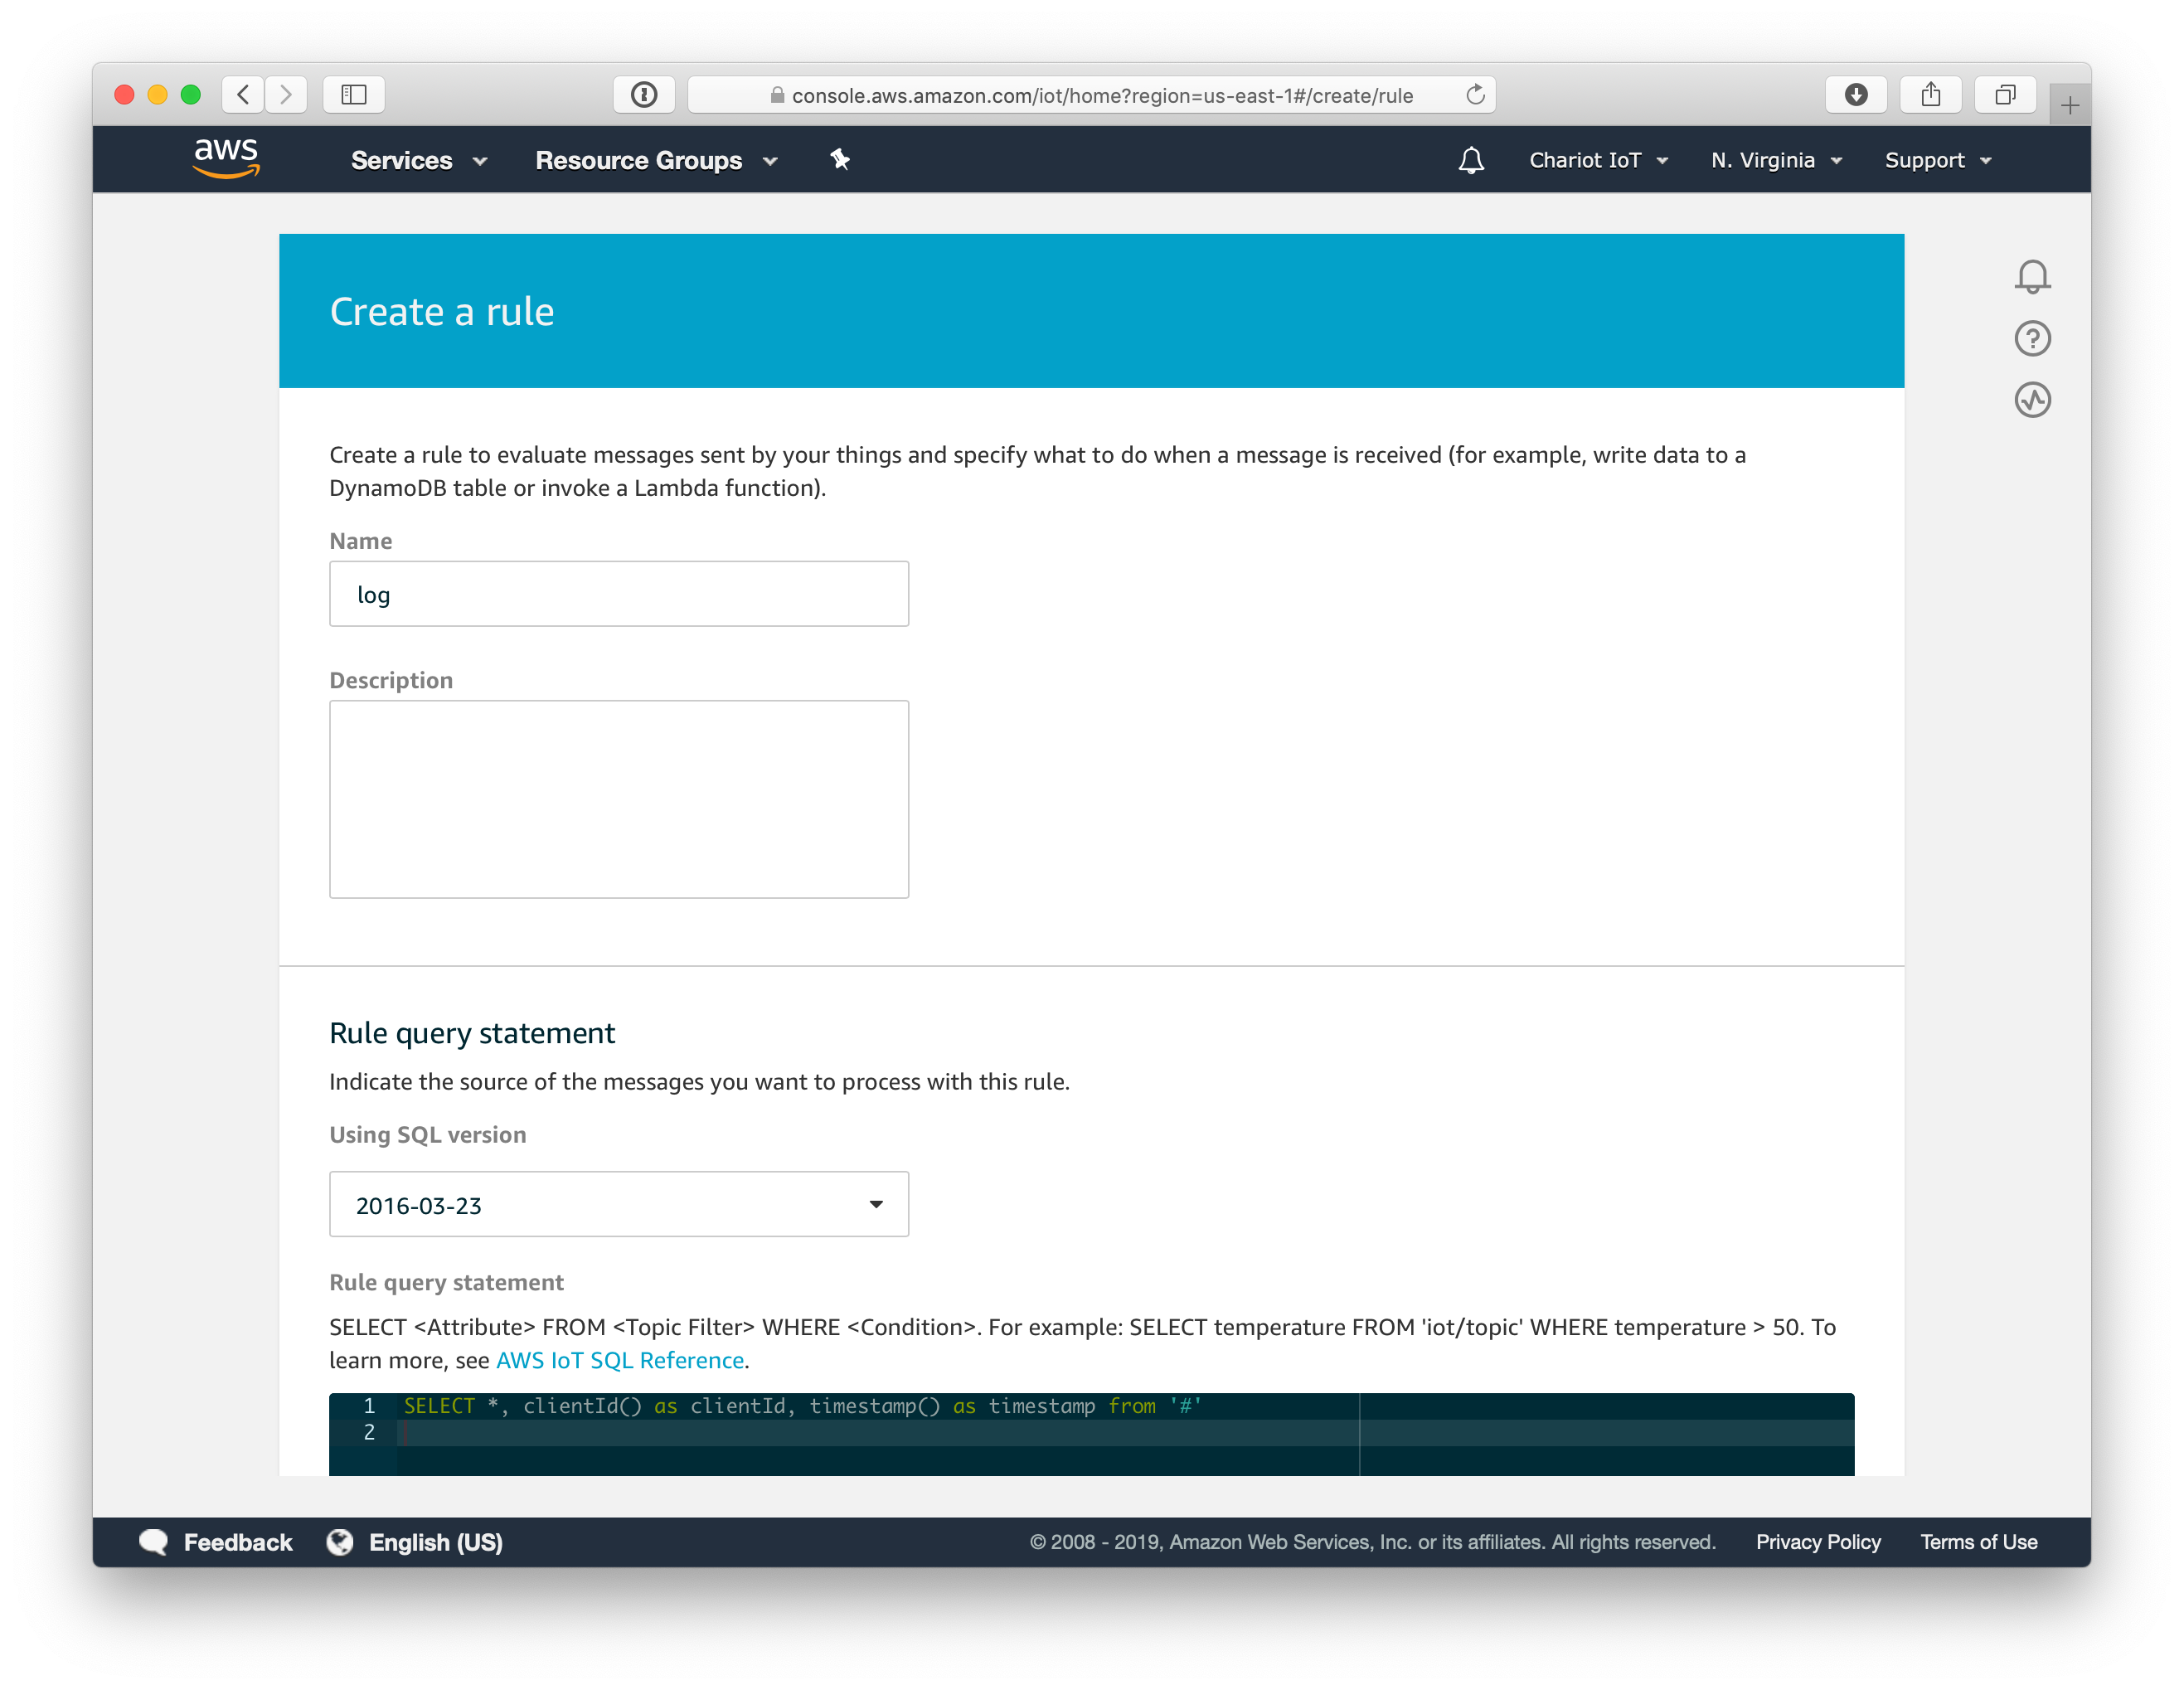 console.aws.amazon.com/iot/home?region=us-east-1#/create/rule
aws Services Resource Groups Chariot IoT N. Virginia Support
Create a rule
Create a rule to evaluate messages sent by your things and specify what to do when a message is received (for example, write data to a
DynamoDB table or invoke a Lambda function).
Name
log
Description
Rule query statement
Indicate the source of the messages you want to process with this rule.
Using SQL version
2016-03-23
Rule query statement
SELECT <Attribute> FROM <Topic Filter> WHERE <Condition>. For example: SELECT temperature FROM 'iot/topic' WHERE temperature > 50. To
learn more, see AWS IoT SQL Reference.
1 SELECT *, clientId() as clientId, timestamp() as timestamp from '#'
2
Feedback English (US) © 2008 - 2019, Amazon Web Services, Inc. or its affiliates. All rights reserved. Privacy Policy Terms of Use